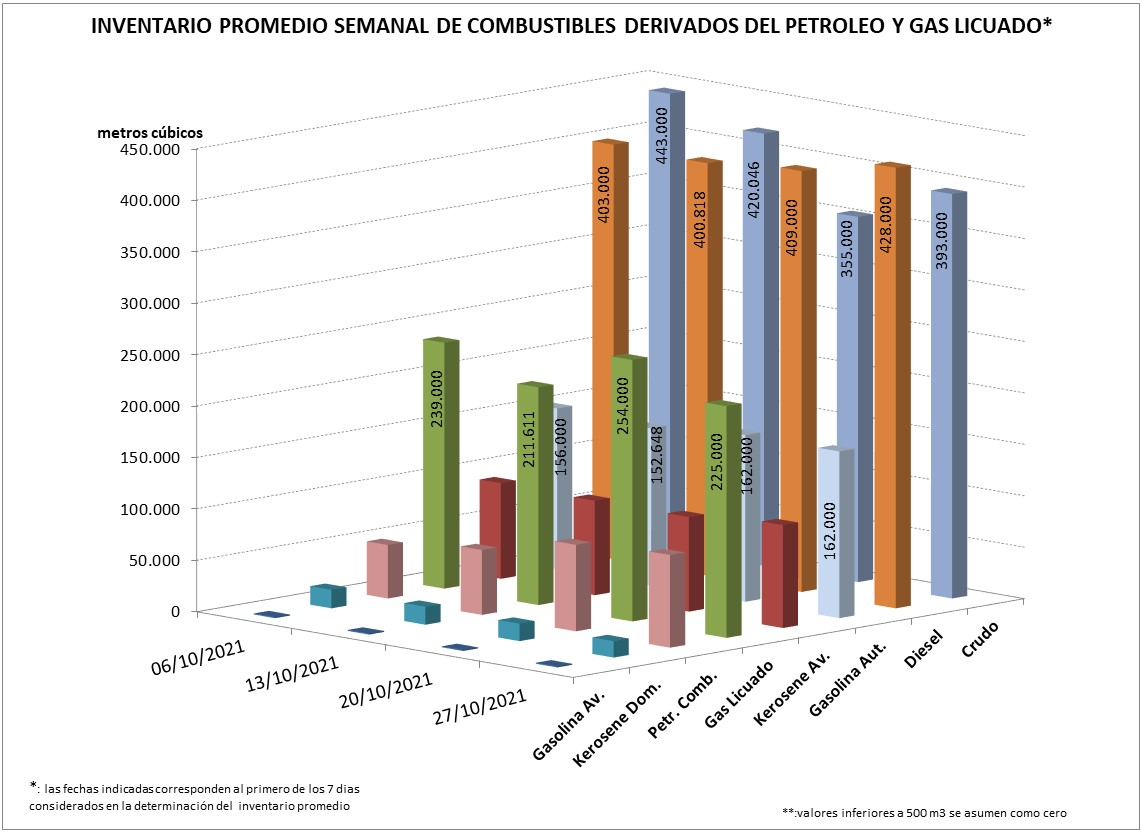 INVENTARIO PROMEDIO SEMANAL DE COMBUSTIBLES DERIVADOS DEL PETROLEO Y GAS LICUADO*
metros cúbicos
450.000
400.000
350.000
300.000
250.000
200.000
150.000
100.000
50.000
0
239.000
211.611
254.000
225.000
156.000
152.648
162.000
162.000
403.000
400.818
409.000
428.000
443.000
420.046
355.000
393.000
06/10/2021
13/10/2021
20/10/2021
27/10/2021
Gasolina Av.
Kerosene Dom.
Petr. Comb.
Gas Licuado
Kerosene Av.
Gasolina Aut.
Diesel
Crudo
*: las fechas indicadas corresponden al primero de los 7 dias
considerados en la determinación del inventario promedio
**:valores inferiores a 500 m3 se asumen como cero